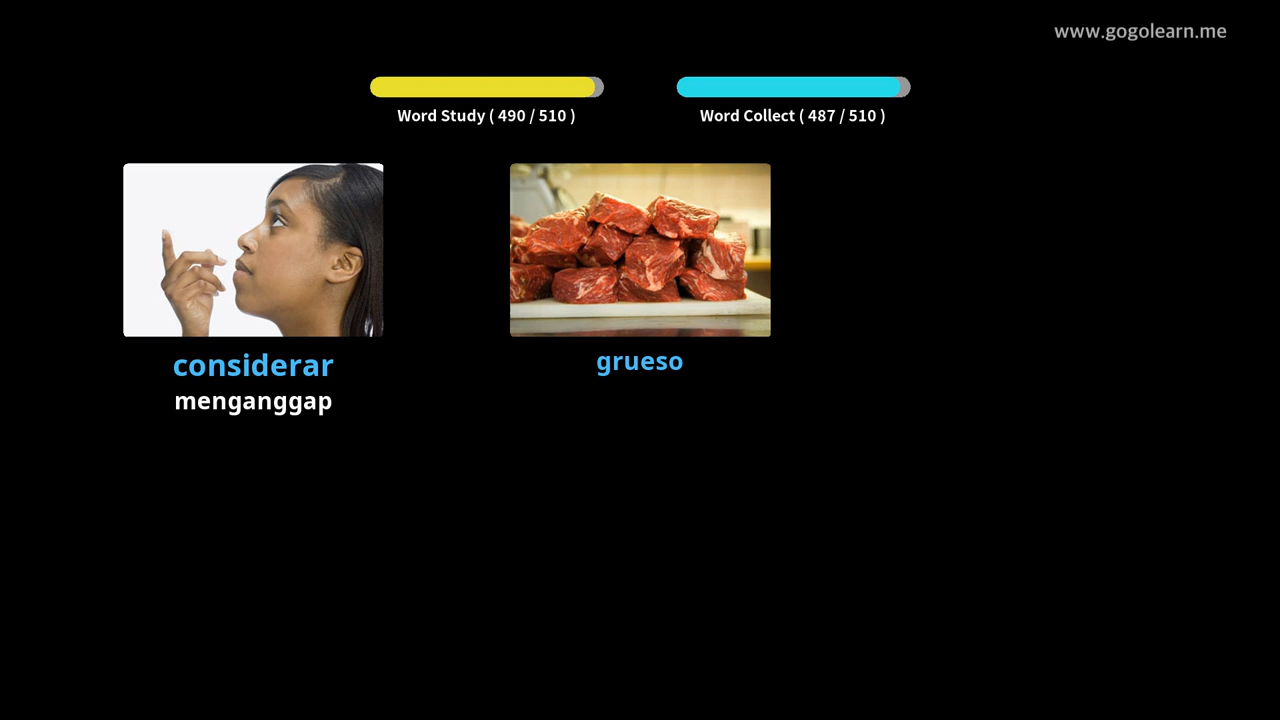 www.gogolearn.me
Word Study ( 490 / 510 )
Word Collect ( 487 / 510 )
considerar
menganggap
grueso